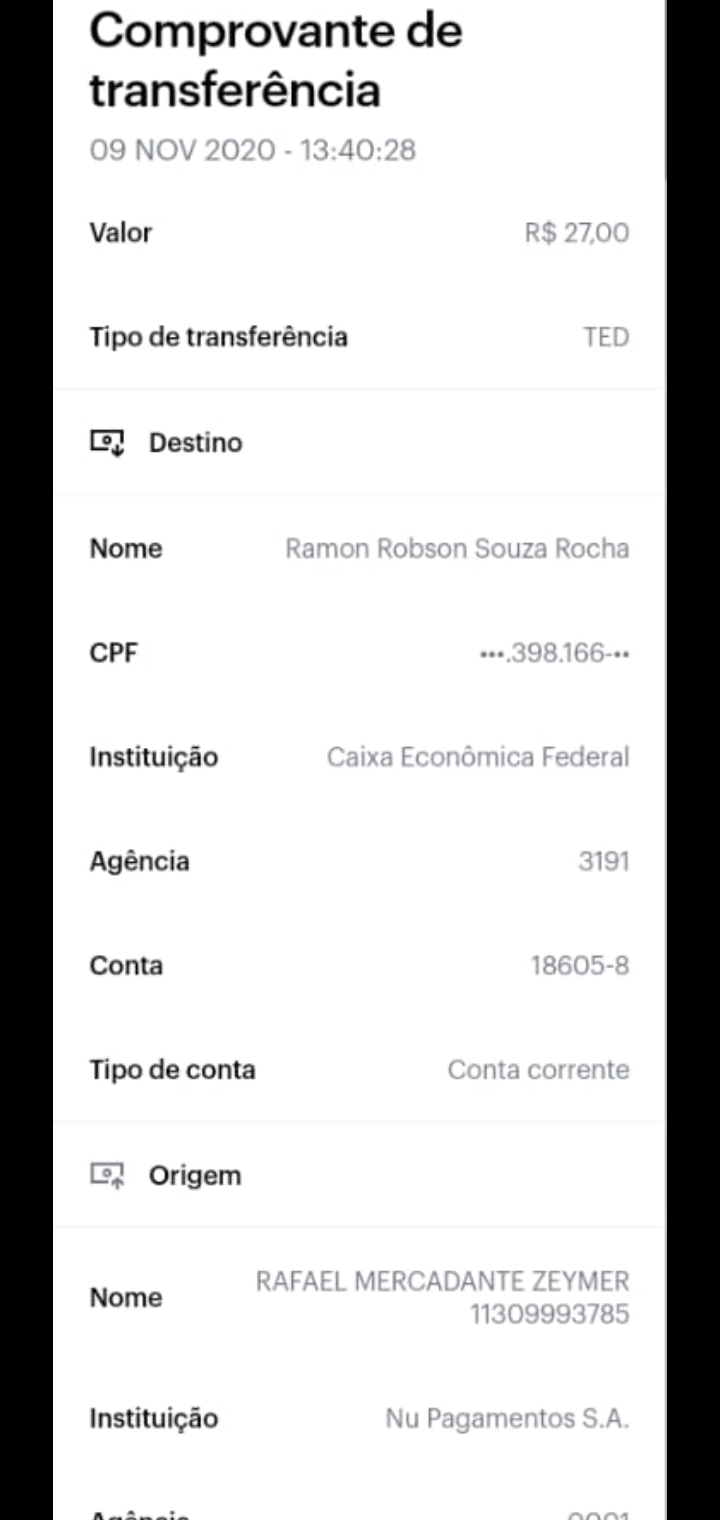 Comprovante de
transferência
09 NOV 2020 - 13:40:28
Valor R$ 27,00
Tipo de transferência TED
Destino
Nome Ramon Robson Souza Rocha
CPF •••.398.166-••
Instituição Caixa Econômica Federal
Agência 3191
Conta 18605-8
Tipo de conta Conta corrente
Origem
Nome RAFAEL MERCADANTE ZEYMER
11309993785
Instituição Nu Pagamentos S.A.
Agência 0001